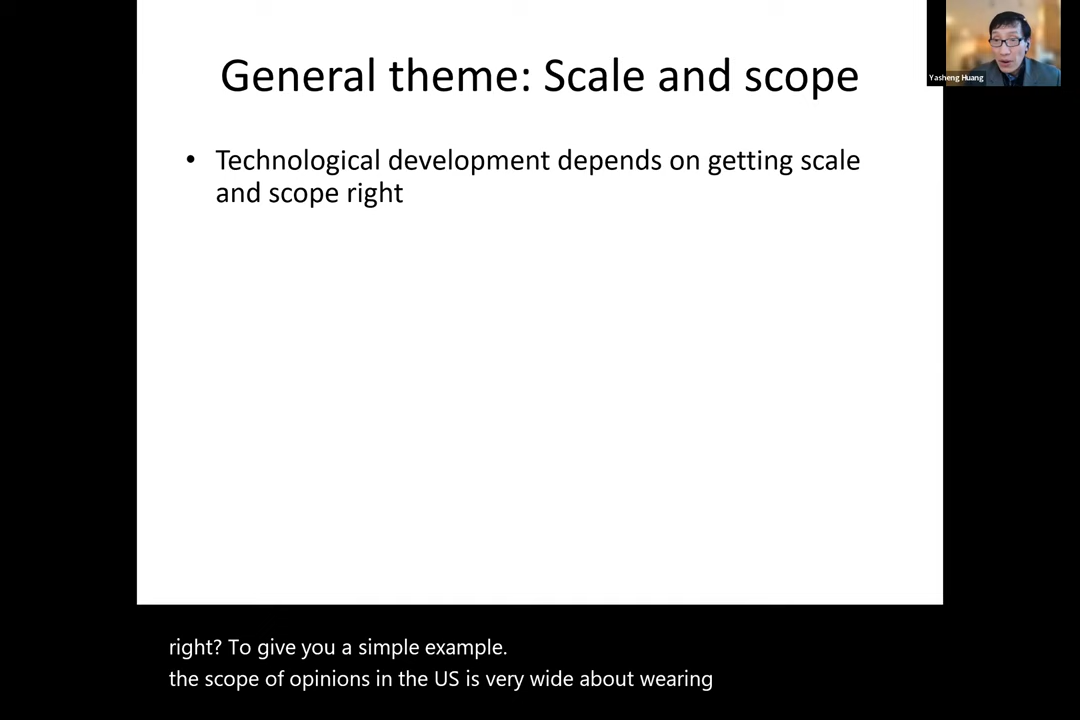 General theme: Scale and scope
Yasheng Huang
• Technological development depends on getting scale
and scope right
right? To give you a simple example.
the scope of opinions in the US is very wide about wearing